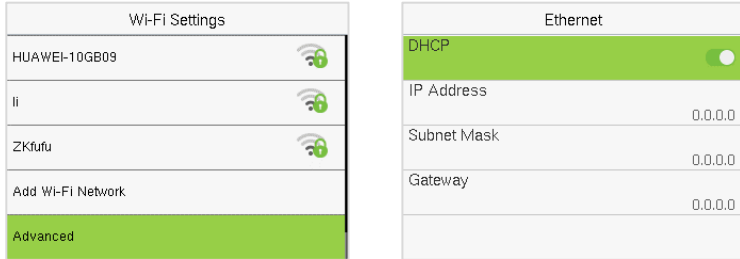 Wi-Fi Settings
HUAWEI-10GB09
li
ZKfufu
Add Wi-Fi Network
Advanced
Ethernet
DHCP
IP Address
0.0.0.0
Subnet Mask
0.0.0.0
Gateway
0.0.0.0